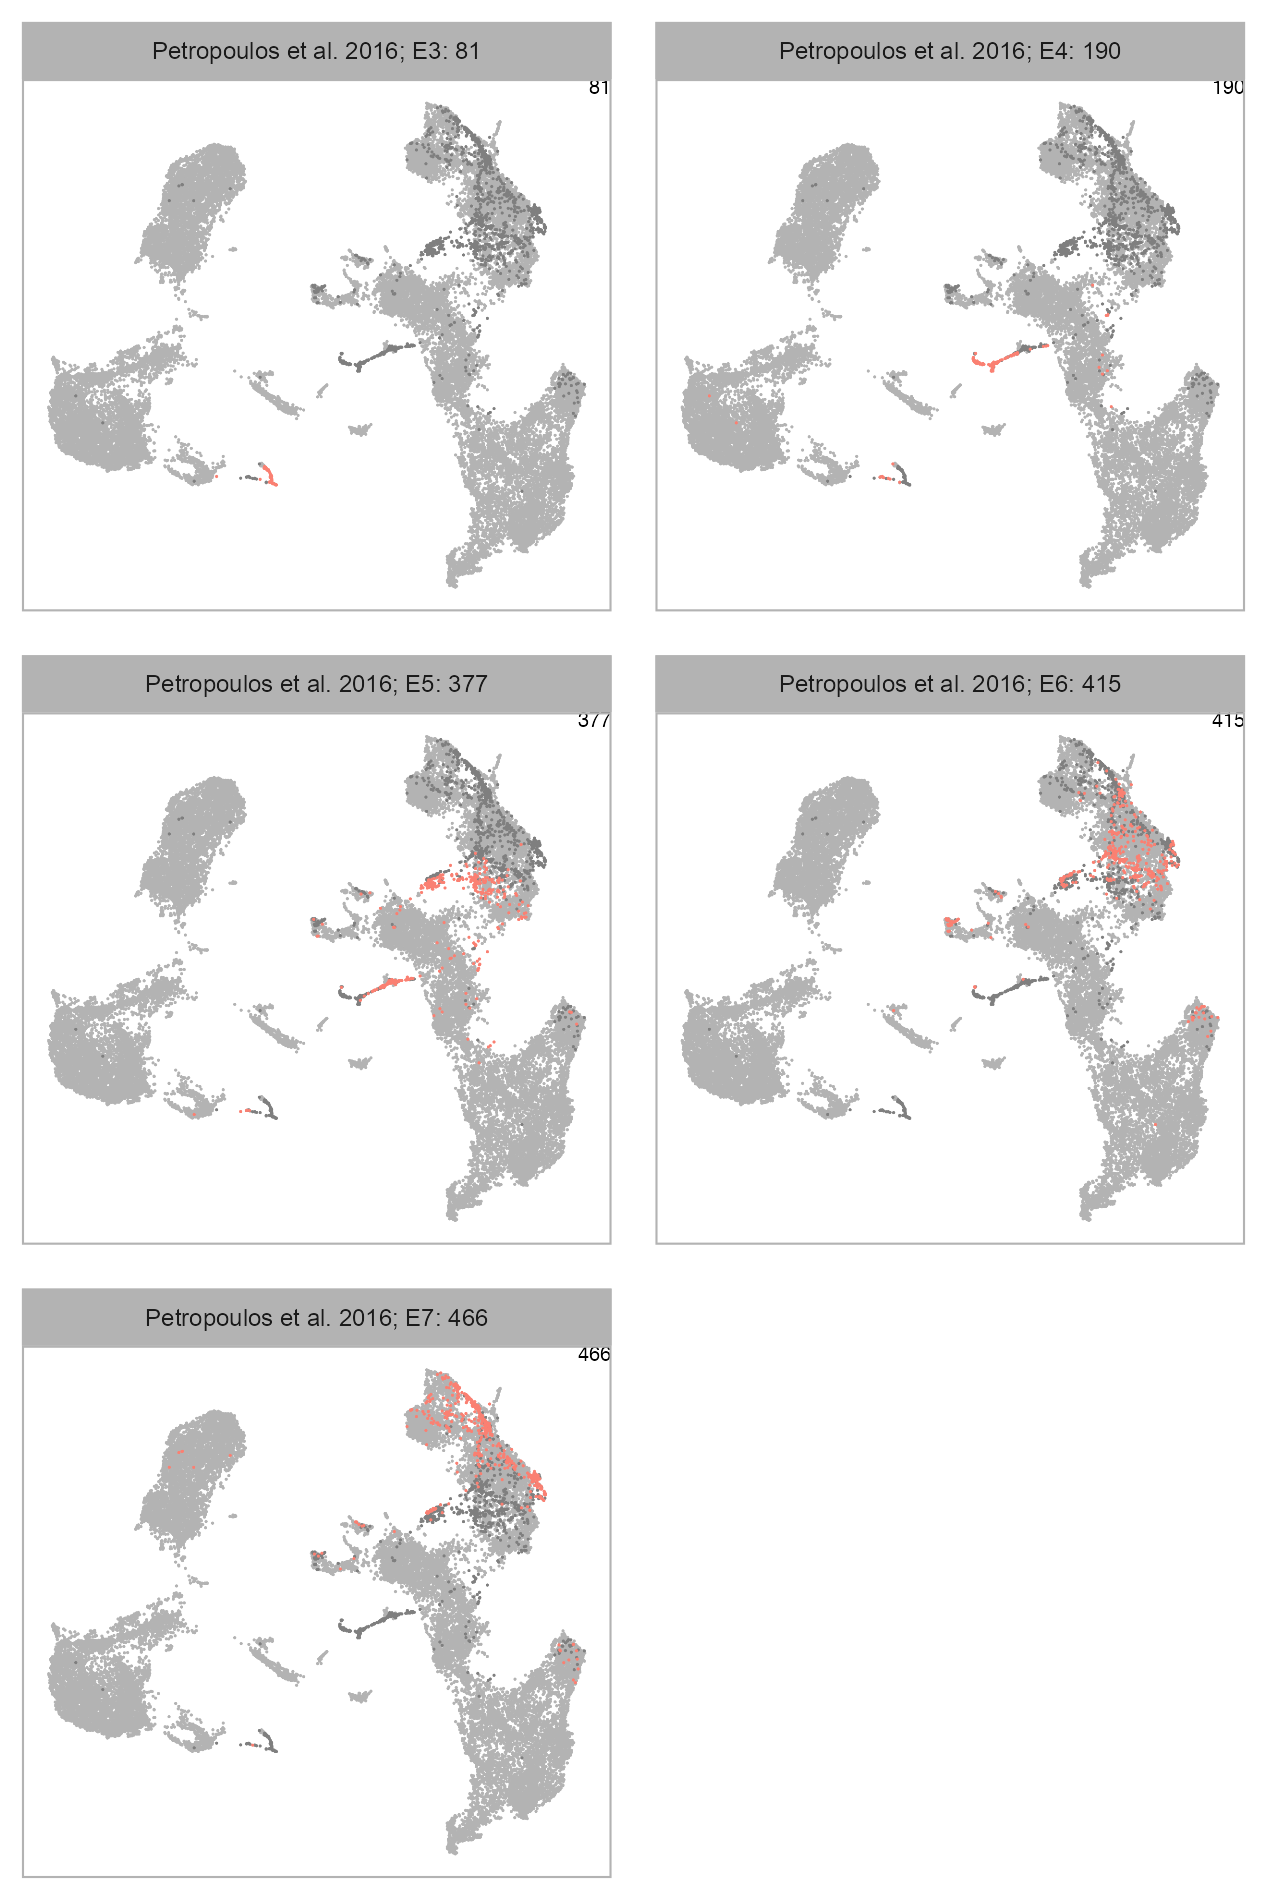 Petropoulos et al. 2016; E3: 81
81
Petropoulos et al. 2016; E4: 190
190
Petropoulos et al. 2016; E5: 377
377
Petropoulos et al. 2016; E6: 415
415
Petropoulos et al. 2016; E7: 466
466